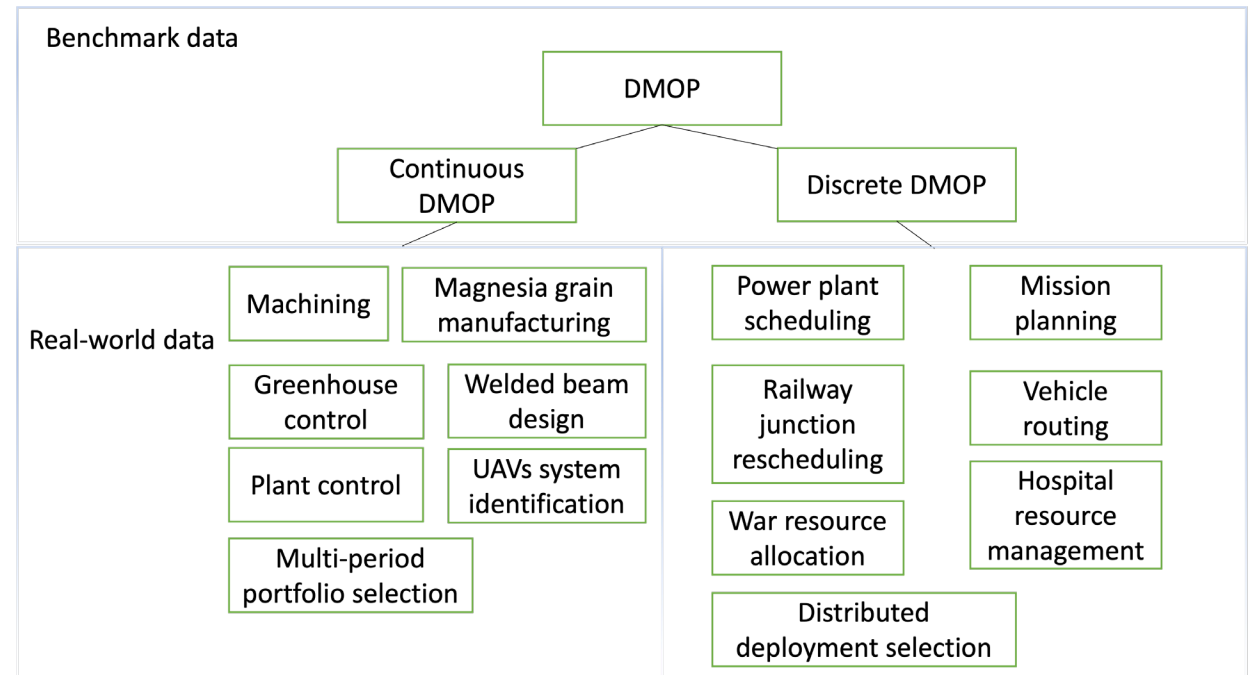 Benchmark data
DMOP
Continuous
DMOP
Discrete DMOP
Real-world data
Machining
Magnesia grain
manufacturing
Greenhouse
control
Welded beam
design
Plant control
UAVs system
identification
Multi-period
portfolio selection
Power plant
scheduling
Mission
planning
Railway
junction
rescheduling
Vehicle
routing
War resource
allocation
Hospital
resource
management
Distributed
deployment selection